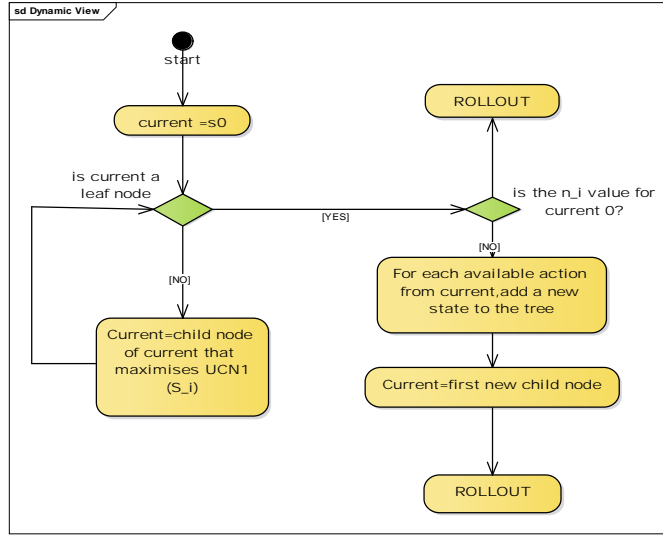 sd Dynamic View
start
current =s0
is current a
leaf node
[YES]
[NO]
Current=child node
of current that
maximises UCN1
(S_i)
ROLLOUT
is the n_i value for
current 0?
[NO]
For each available action
from current,add a new
state to the tree
Current=first new child node
ROLLOUT